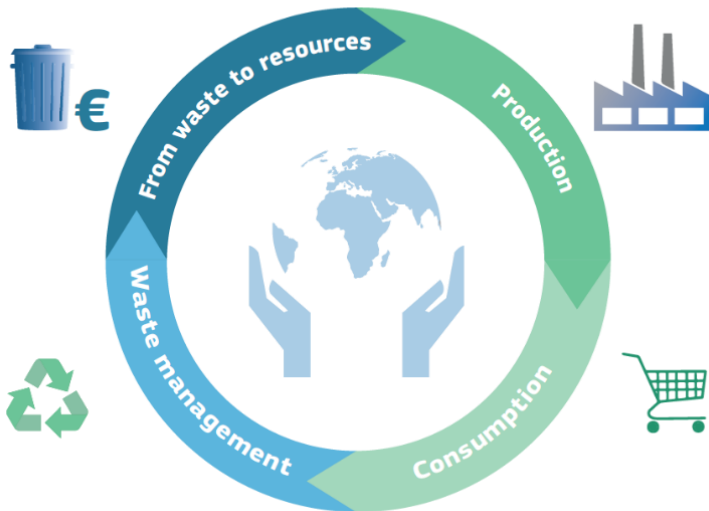 From waste to resources
Production
€
Waste management
Consumption